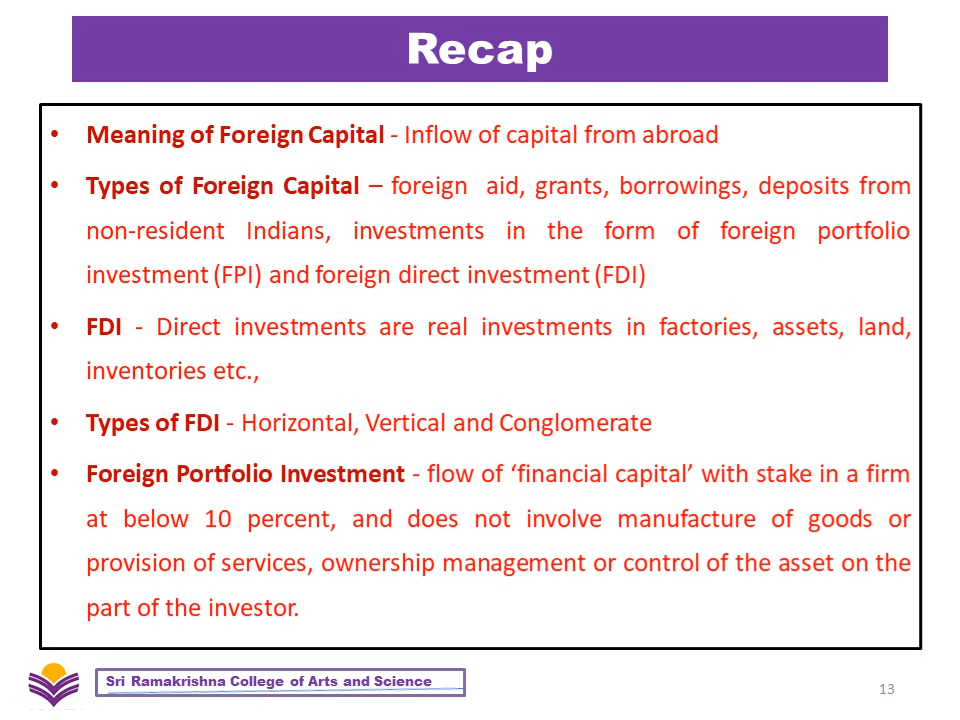 Recap
• Meaning of Foreign Capital - Inflow of capital from abroad
• Types of Foreign Capital – foreign aid, grants, borrowings, deposits from
non-resident Indians, investments in the form of foreign portfolio
investment (FPI) and foreign direct investment (FDI)
• FDI - Direct investments are real investments in factories, assets, land,
inventories etc.,
• Types of FDI - Horizontal, Vertical and Conglomerate
• Foreign Portfolio Investment - flow of ‘financial capital’ with stake in a firm
at below 10 percent, and does not involve manufacture of goods or
provision of services, ownership management or control of the asset on the
part of the investor.
Sri Ramakrishna College of Arts and Science
13